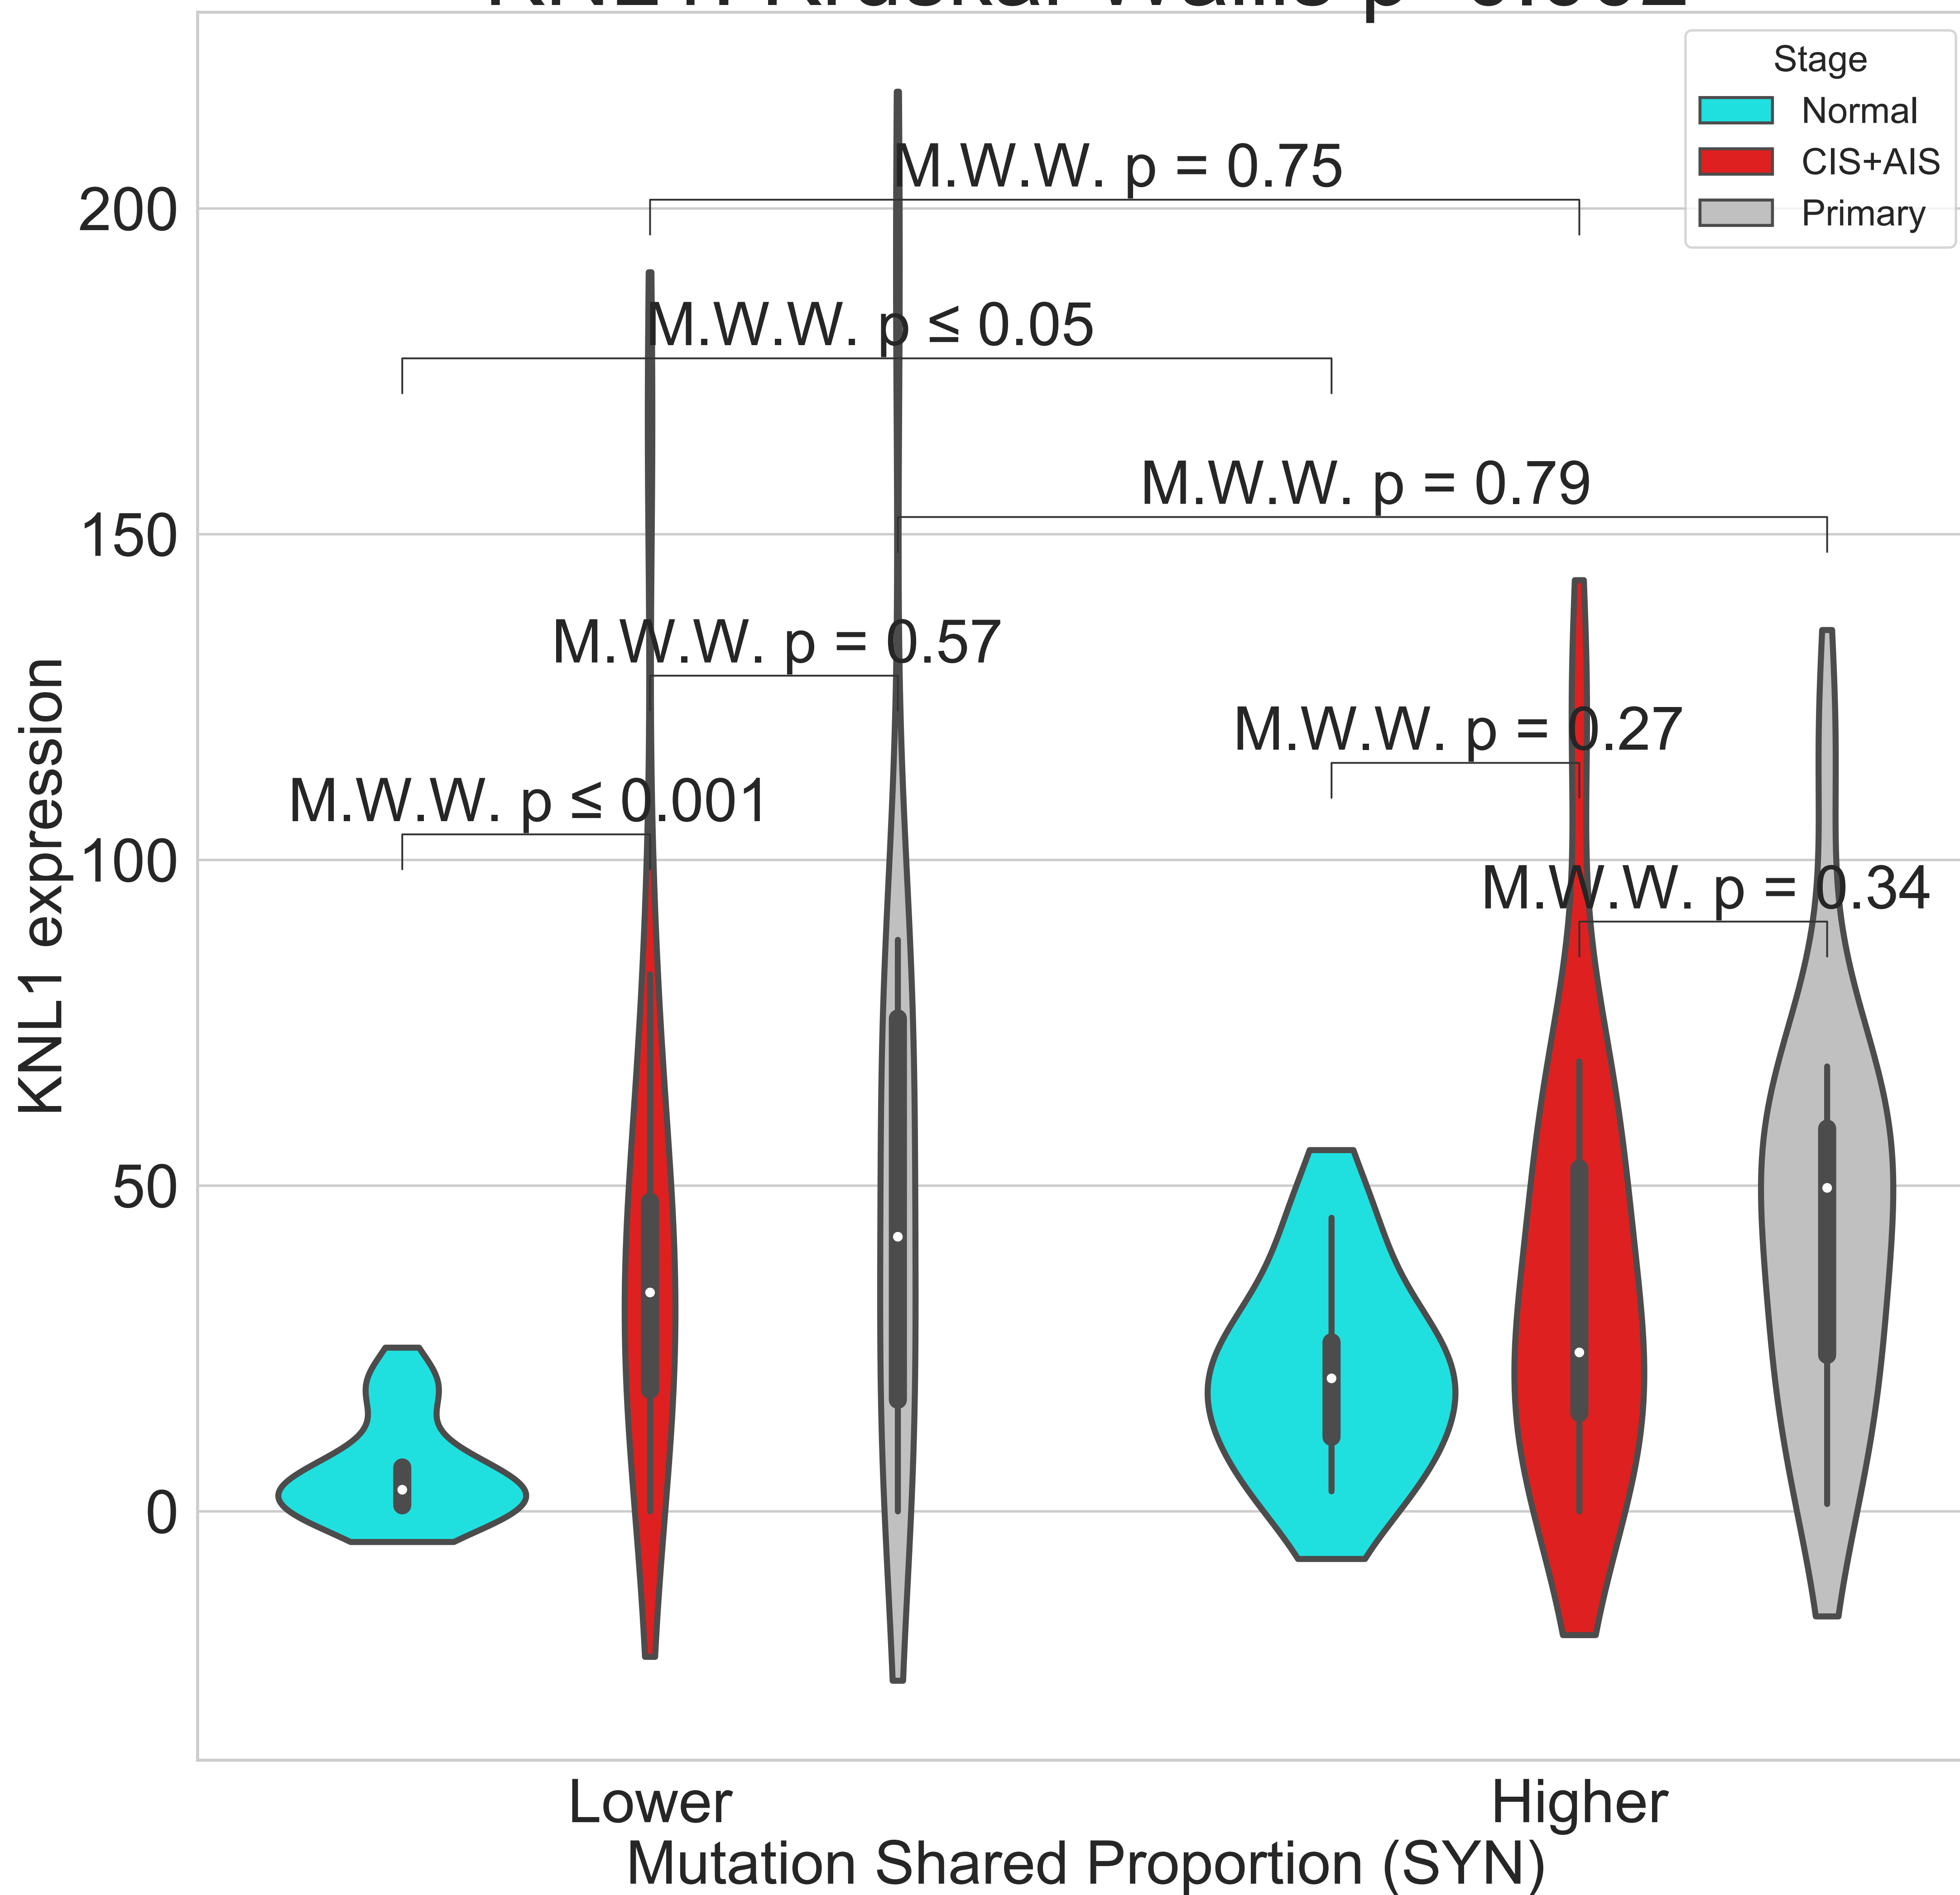 Stage
Normal
CIS+AIS
Primary
M.W.W. p = 0.75
M.W.W. p ≤ 0.05
M.W.W. p = 0.79
M.W.W. p = 0.57
M.W.W. p = 0.27
M.W.W. p ≤ 0.001
M.W.W. p = 0.34
200
150
100
50
0
KNL1 expression
Lower
Higher
Mutation Shared Proportion (SYN)